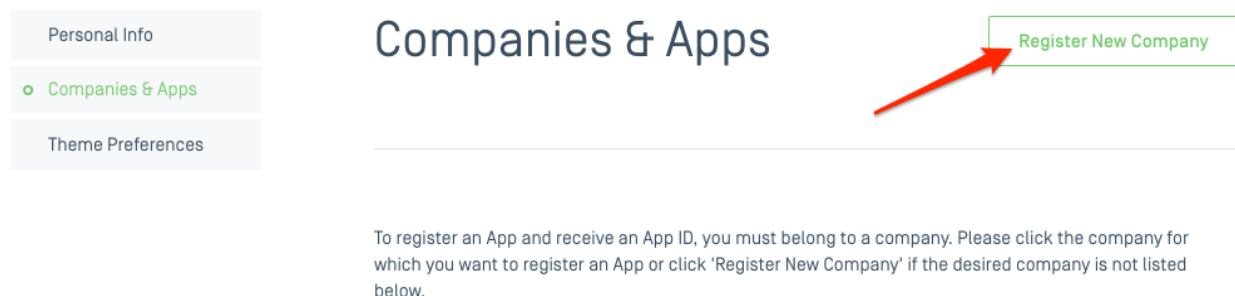 Personal Info
Companies & Apps
Theme Preferences
Companies & Apps
Register New Company
To register an App and receive an App ID, you must belong to a company. Please click the company for
which you want to register an App or click 'Register New Company' if the desired company is not listed
below.